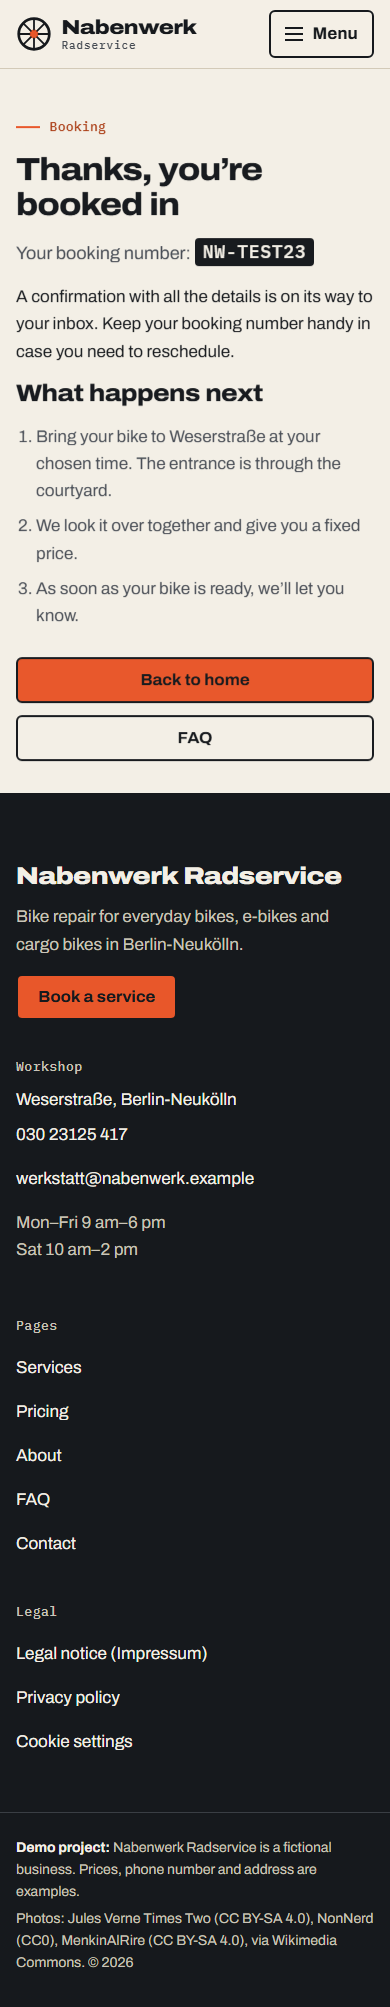 Nabenwerk
Radservice
Menu
Booking
Thanks, you’re
booked in
Your booking number: NW-TEST23
A confirmation with all the details is on its way to
your inbox. Keep your booking number handy in
case you need to reschedule.
What happens next
1. Bring your bike to Weserstraße at your
chosen time. The entrance is through the
courtyard.
2. We look it over together and give you a fixed
price.
3. As soon as your bike is ready, we’ll let you
know.
Back to home
FAQ
Nabenwerk Radservice
Bike repair for everyday bikes, e-bikes and
cargo bikes in Berlin-Neukölln.
Book a service
Workshop
Weserstraße, Berlin-Neukölln
030 23125 417
werkstatt@nabenwerk.example
Mon–Fri 9 am–6 pm
Sat 10 am–2 pm
Pages
Services
Pricing
About
FAQ
Contact
Legal
Legal notice (Impressum)
Privacy policy
Cookie settings
Demo project: Nabenwerk Radservice is a fictional
business. Prices, phone number and address are
examples.
Photos: Jules Verne Times Two (CC BY-SA 4.0), NonNerd
(CC0), MenkinAlRire (CC BY-SA 4.0), via Wikimedia
Commons. © 2026